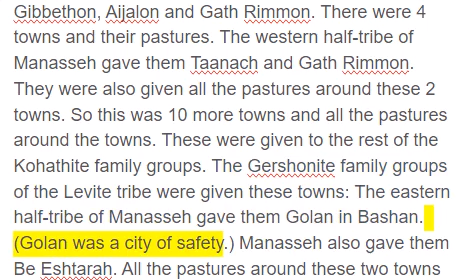 Gibbethon, Aijalon and Gath Rimmon. There were 4
towns and their pastures. The western half-tribe of
Manasseh gave them Taanach and Gath Rimmon.
They were also given all the pastures around these 2
towns. So this was 10 more towns and all the pastures
around the towns. These were given to the rest of the
Kohathite family groups. The Gershonite family groups
of the Levite tribe were given these towns: The eastern
half-tribe of Manasseh gave them Golan in Bashan.
(Golan was a city of safety.) Manasseh also gave them
Be Eshtarah. All the pastures around these two towns